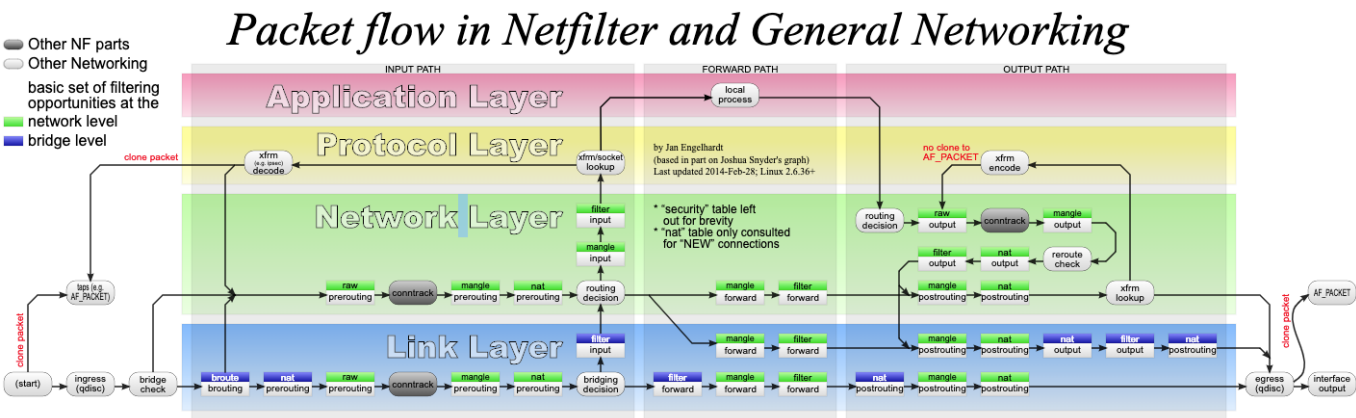 Packet flow in Netfilter and General Networking
Other NF parts
Other Networking
basic set of filtering
opportunities at the
network level
bridge level
INPUT PATH
FORWARD PATH
OUTPUT PATH
Application Layer
local
process
Protocol Layer
clone packet
xfrm
(e.g. ipsec)
decode
xfrm/socket
lookup
by Jan Engelhardt
(based in part on Joshua Snyder's graph)
Last updated 2014-Feb-28; Linux 2.6.36+
no clone to
AF_PACKET
xfrm
encode
Network Layer
filter
input
mangle
input
* "security" table left
out for brevity
* "nat" table only consulted
for "NEW" connections
routing
decision
raw
output
conntrack
mangle
output
filter
output
nat
output
reroute
check
taps (e.g.
AF_PACKET)
raw
prerouting
conntrack
mangle
prerouting
nat
prerouting
routing
decision
mangle
forward
filter
forward
mangle
postrouting
nat
postrouting
xfrm
lookup
AF_PACKET
clone packet
clone packet
Link Layer
filter
input
mangle
forward
filter
forward
mangle
postrouting
nat
postrouting
nat
output
filter
output
nat
postrouting
(start)
ingress
(qdisc)
bridge
check
broute
brouting
nat
prerouting
raw
prerouting
conntrack
mangle
prerouting
nat
prerouting
bridging
decision
filter
forward
mangle
forward
filter
forward
nat
postrouting
mangle
postrouting
nat
postrouting
egress
(qdisc)
interface
output